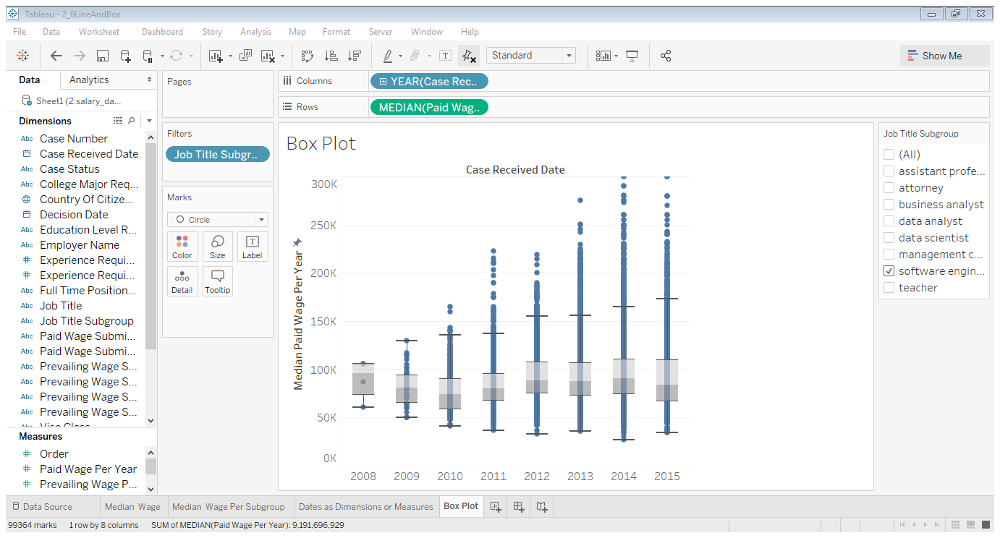 Tableau - 2_6LineAndBox
File Data Worksheet Dashboard Story Analysis Map Format Server Window Help
Standard
Show Me
Data Analytics
Sheet1 (2.salary_da...
Dimensions
Abc Case Number
Case Received Date
Abc Case Status
Abc College Major Req...
Country Of Citize...
Decision Date
Abc Education Level R...
Abc Employer Name
# Experience Requi...
# Experience Requi...
Abc Full Time Position...
Abc Job Title
Abc Job Title Subgroup
Abc Paid Wage Submi...
Abc Paid Wage Submi...
Abc Prevailing Wage S...
Abc Prevailing Wage S...
Abc Prevailing Wage S...
Abc Prevailing Wage S...
Measures
# Order
# Paid Wage Per Year
# Prevailing Wage P...
Pages
Filters
Job Title Subgr..
Marks
Circle
Color Size Label
Detail Tooltip
Columns YEAR(Case Rec..
Rows MEDIAN(Paid Wag..
Box Plot
Case Received Date
Median Paid Wage Per Year
300K
250K
200K
150K
100K
50K
0K
2008 2009 2010 2011 2012 2013 2014 2015
Job Title Subgroup
(All)
assistant profe...
attorney
business analyst
data analyst
data scientist
management c...
software engin...
teacher
Data Source Median Wage Median Wage Per Subgroup Dates as Dimensions or Measures Box Plot
99364 marks 1 row by 8 columns SUM of MEDIAN(Paid Wage Per Year): 9,191,696,929